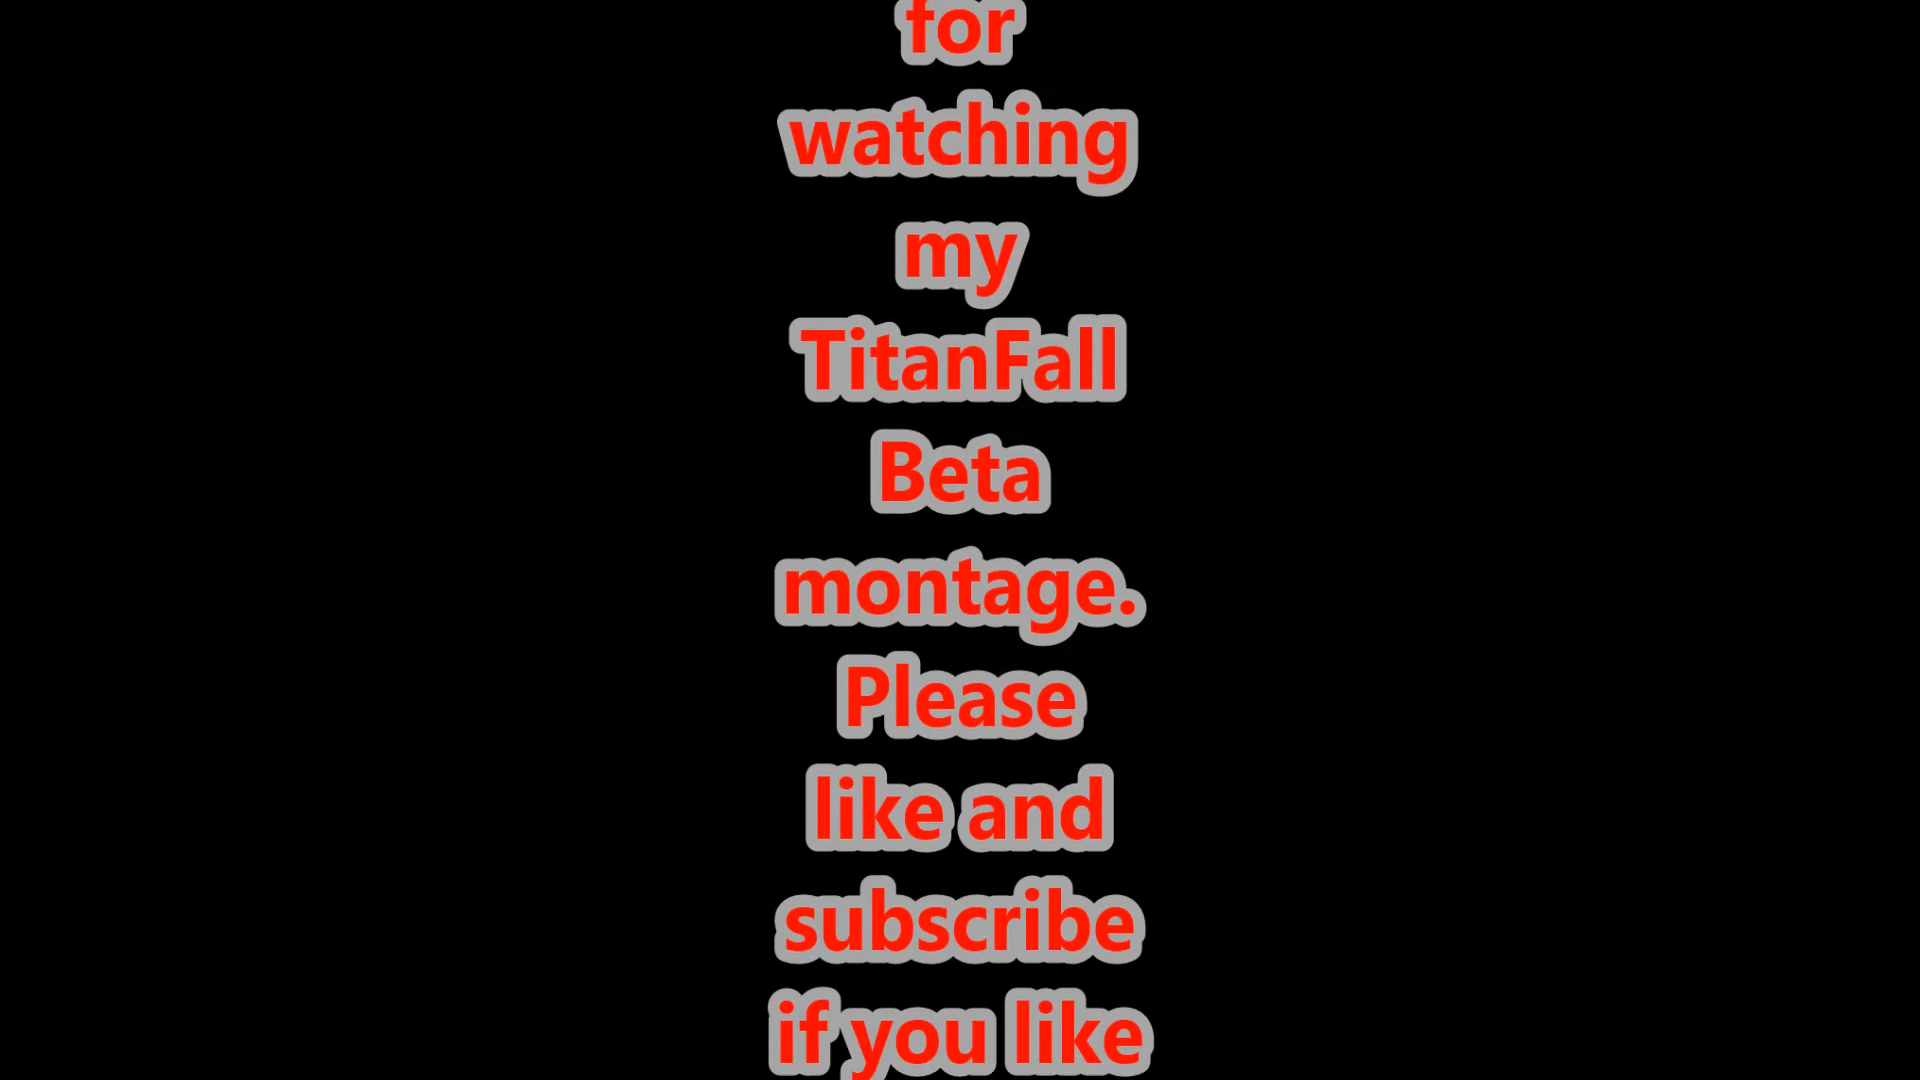 for
watching
my
TitanFall
Beta
montage.
Please
like and
subscribe
if you like